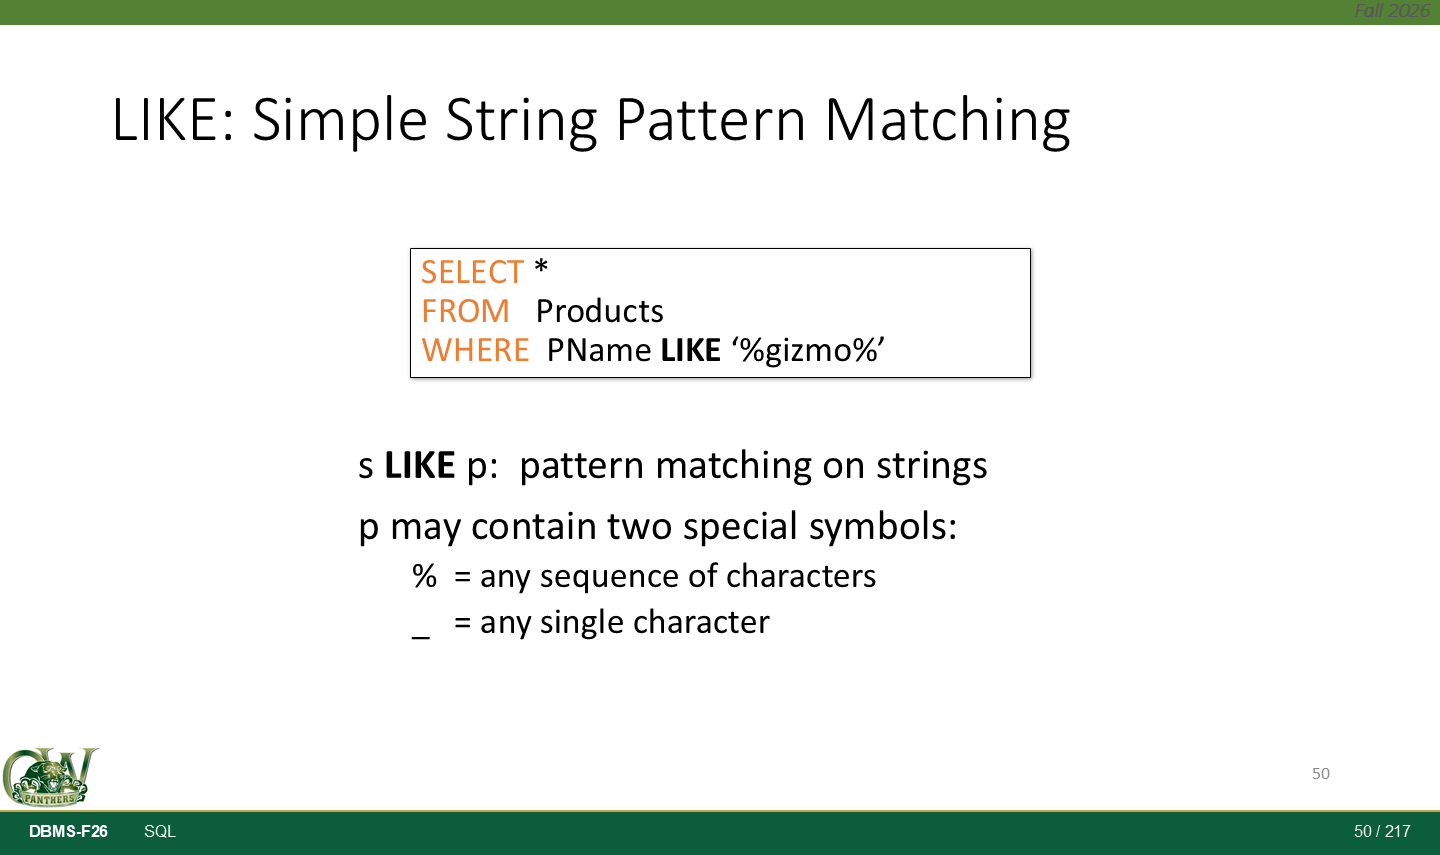 Fall 2026
LIKE: Simple String Pattern Matching
SELECT *
FROM Products
WHERE PName LIKE ‘%gizmo%’
s LIKE p: pattern matching on strings
p may contain two special symbols:
% = any sequence of characters
_ = any single character
50
OW
PANTHERS
DBMS-F26 SQL 50 / 217